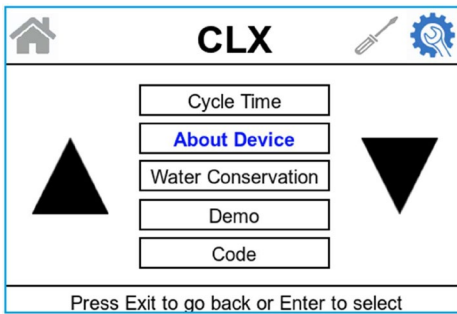 CLX
Cycle Time
About Device
Water Conservation
Demo
Code
Press Exit to go back or Enter to select